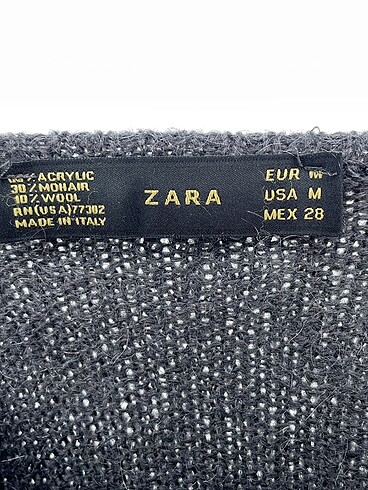 % ACRYLIC
30% MOHAIR
10% WOOL
RN(USA)77302
MADE IN ITALY
ZARA
EUR M
USA M
MEX 28